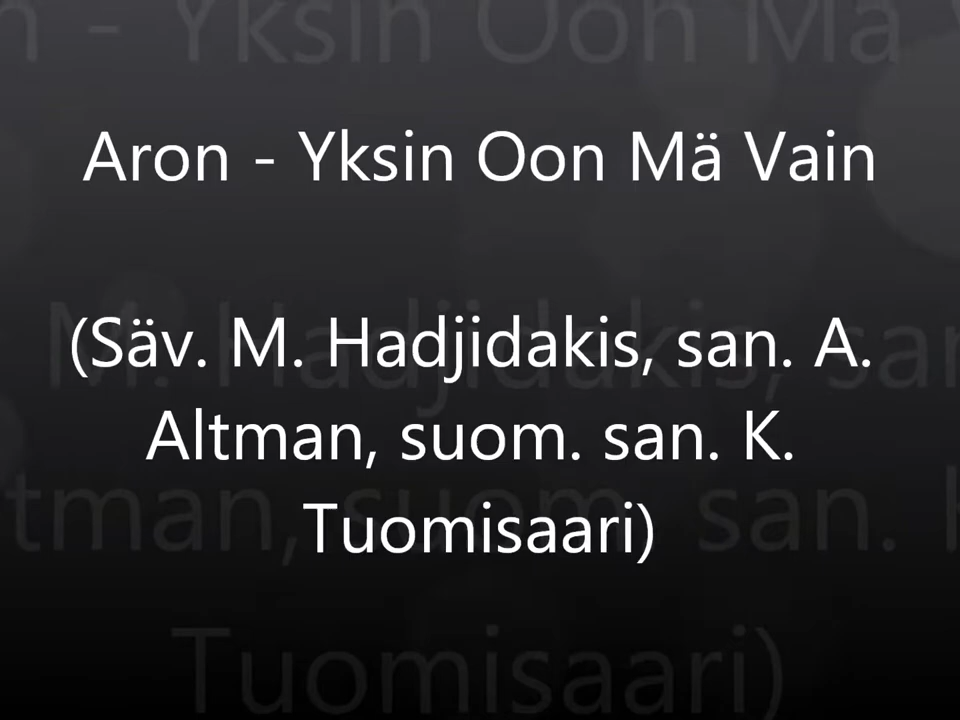 Aron - Yksin Oon Mä Vain
(Säv. M. Hadjidakis, san. A.
Altman, suom. san. K.
Tuomisaari)